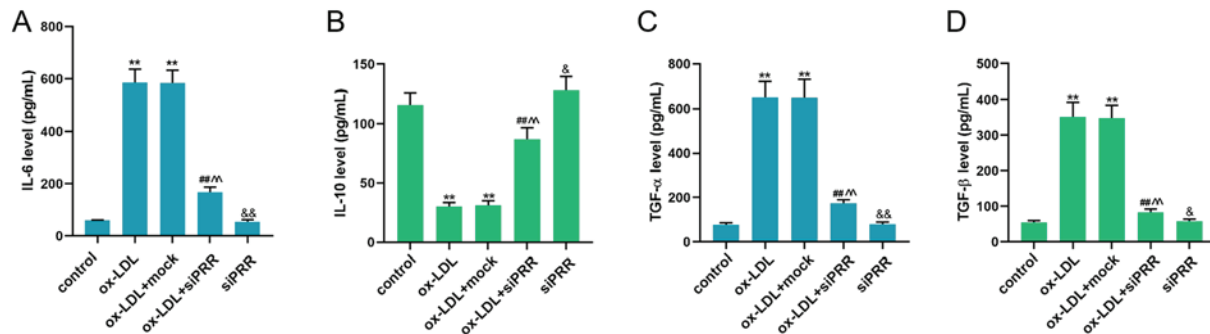 A
IL-6 level (pg/mL)
800
600
400
200
0
**
**
##/^^
&&
control
ox-LDL
ox-LDL+mock
ox-LDL+siPRR
siPRR
B
IL-10 level (pg/mL)
150
100
50
0
**
**
##/^^
&
control
ox-LDL
ox-LDL+mock
ox-LDL+siPRR
siPRR
C
TGF-α level (pg/mL)
800
600
400
200
0
**
**
##/^^
&&
control
ox-LDL
ox-LDL+mock
ox-LDL+siPRR
siPRR
D
TGF-β level (pg/mL)
500
400
300
200
100
0
**
**
##/^^
&
control
ox-LDL
ox-LDL+mock
ox-LDL+siPRR
siPRR